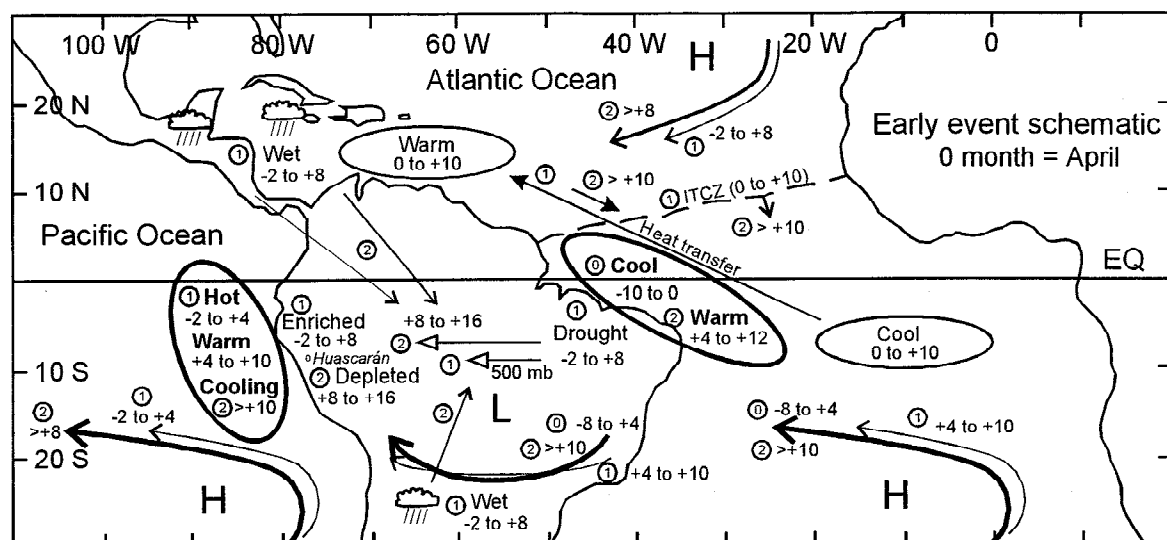 100 W
80 W
60 W
40 W
20 W
0
H
Atlantic Ocean
20 N
② >+8
Early event schematic
0 month = April
① -2 to +8
① Wet
-2 to +8
Warm
0 to +10
10 N
①
② > +10
① ITCZ (0 to +10)
② > +10
Pacific Ocean
②
Heat transfer
EQ
⓪ Cool
-10 to 0
② Warm
+4 to +12
① Hot
-2 to +4
Warm
+4 to +10
Cooling
② >+10
①
Enriched
-2 to +8
Huascarán
② Depleted
+8 to +16
+8 to +16
②
①
500 mb
①
Drought
-2 to +8
Cool
0 to +10
10 S
②
>+8
①
-2 to +4
②
L
⓪ -8 to +4
② >+10
① +4 to +10
⓪ -8 to +4
② >+10
① +4 to +10
20 S
H
① Wet
-2 to +8
H